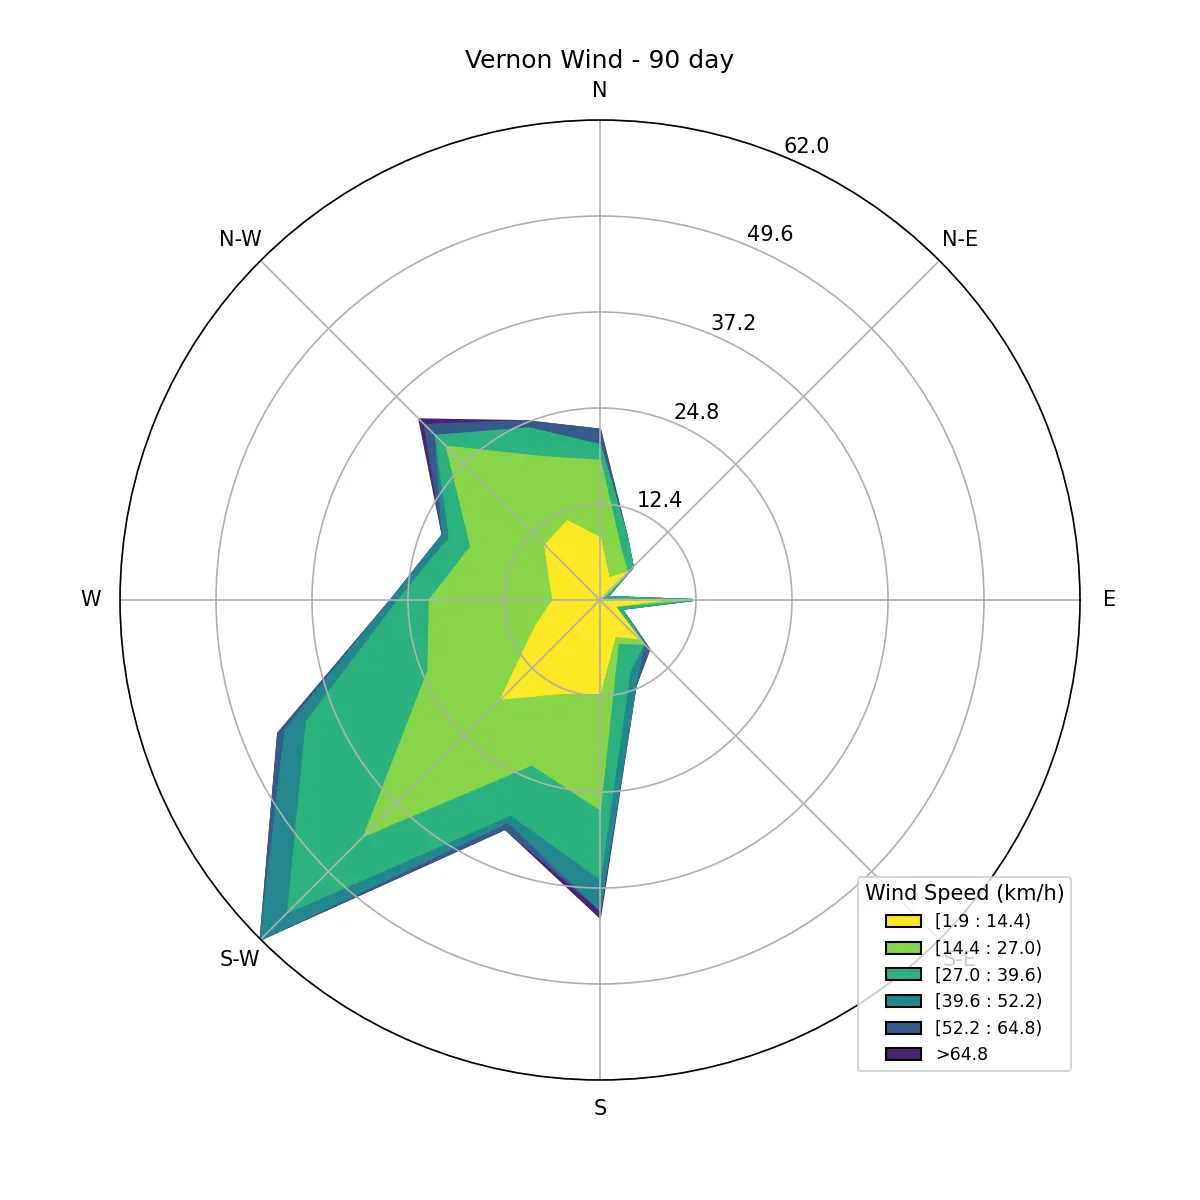 Vernon Wind - 90 day
N
62.0
N-W
49.6
N-E
37.2
24.8
12.4
W
E
S-W
S-E
S
Wind Speed (km/h)
[1.9 : 14.4)
[14.4 : 27.0)
[27.0 : 39.6)
[39.6 : 52.2)
[52.2 : 64.8)
>64.8